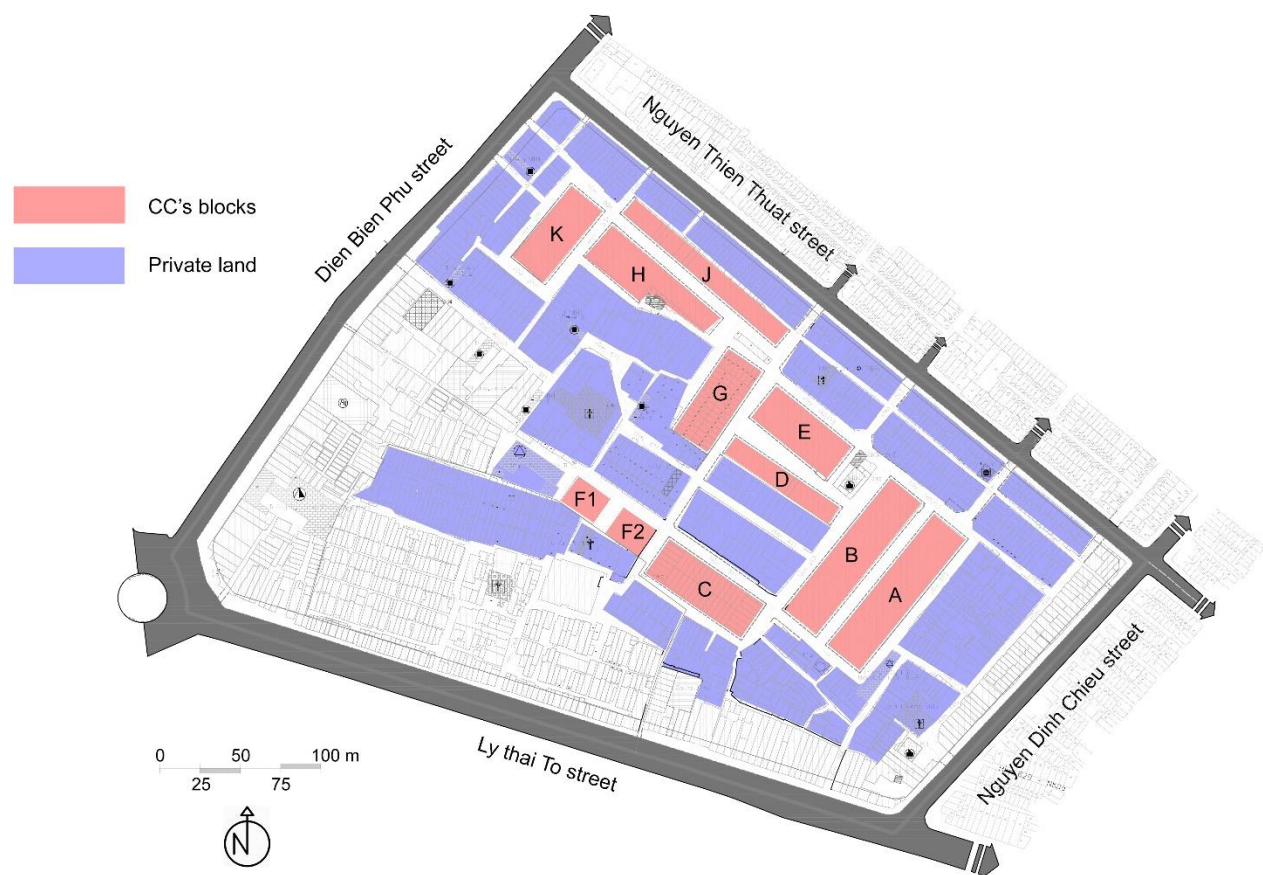 Nguyen Thien Thuat street
Dien Bien Phu street
CC's blocks
Private land
K
H
J
G
E
D
F1
F2
B
A
C
Nguyen Dinh Chieu street
Ly thai To street
0 50 100 m
25 75
N